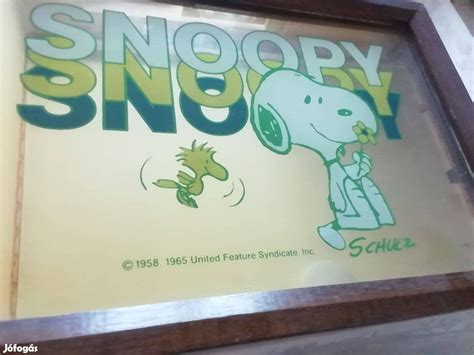 SNOOPY
SNOOPY
SNOOPY
SCHULZ
© 1958, 1965 United Feature Syndicate, Inc.
Jófogás